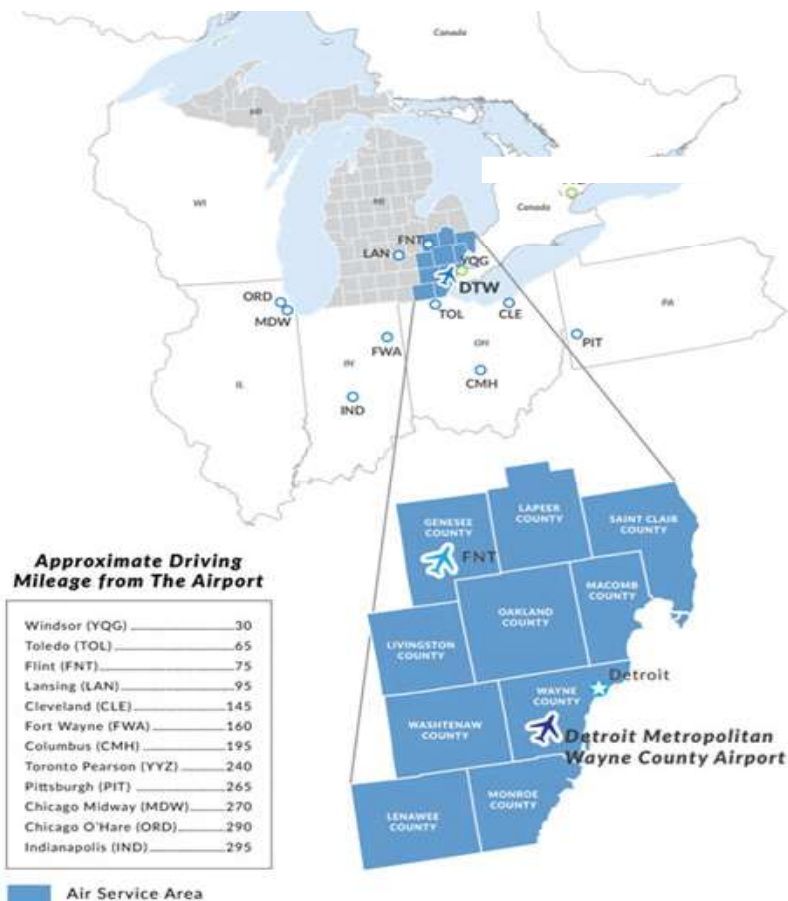 Canada
MI
WI
MI
Canada
FNT
LAN
YQG
DTW
ORD
MDW
TOL
CLE
PA
FWA
OH
PIT
IN
IL
CMH
IND
GENESEE
COUNTY
LAPEER
COUNTY
SAINT CLAIR
COUNTY
FNT
MACOMB
COUNTY
OAKLAND
COUNTY
LIVINGSTON
COUNTY
Detroit
WAYNE
COUNTY
WASHTENAW
COUNTY
Detroit Metropolitan
Wayne County Airport
MONROE
COUNTY
LENAWEE
COUNTY
Approximate Driving
Mileage from The Airport
Windsor (YQG) 30
Toledo (TOL) 65
Flint (FNT) 75
Lansing (LAN) 95
Cleveland (CLE) 145
Fort Wayne (FWA) 160
Columbus (CMH) 195
Toronto Pearson (YYZ) 240
Pittsburgh (PIT) 265
Chicago Midway (MDW) 270
Chicago O'Hare (ORD) 290
Indianapolis (IND) 295
Air Service Area